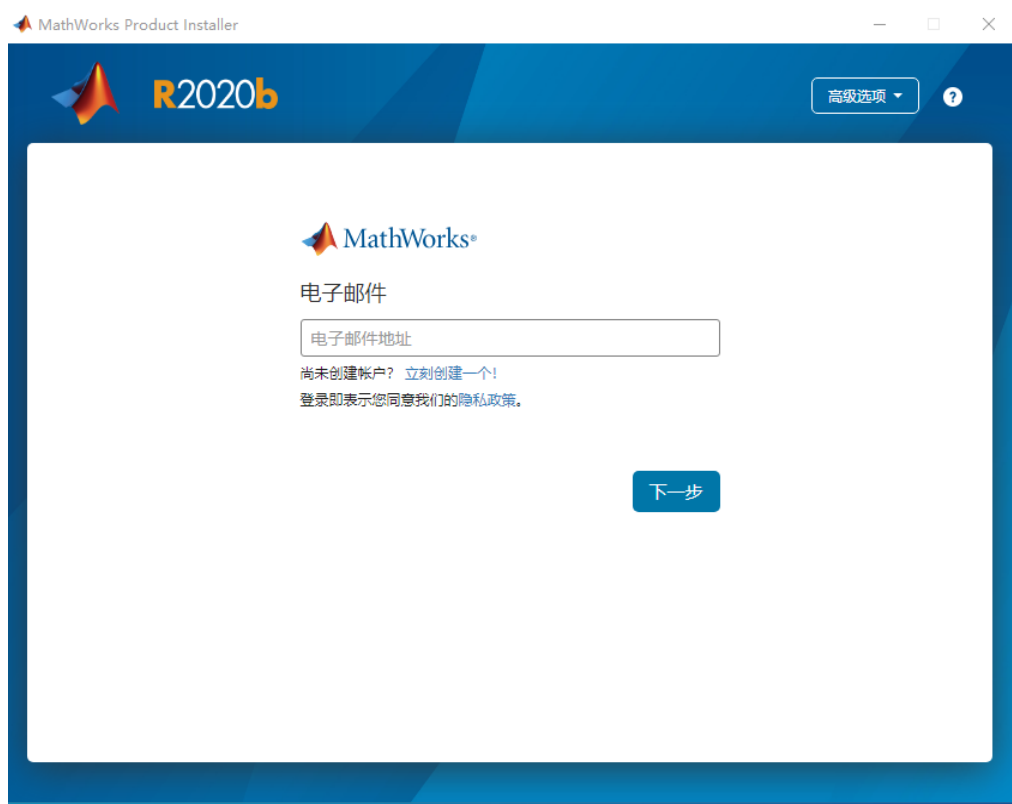 MathWorks Product Installer
R2020b
高级选项
?
MathWorks®
电子邮件
电子邮件地址
尚未创建帐户? 立刻创建一个!
登录即表示您同意我们的隐私政策。
下一步